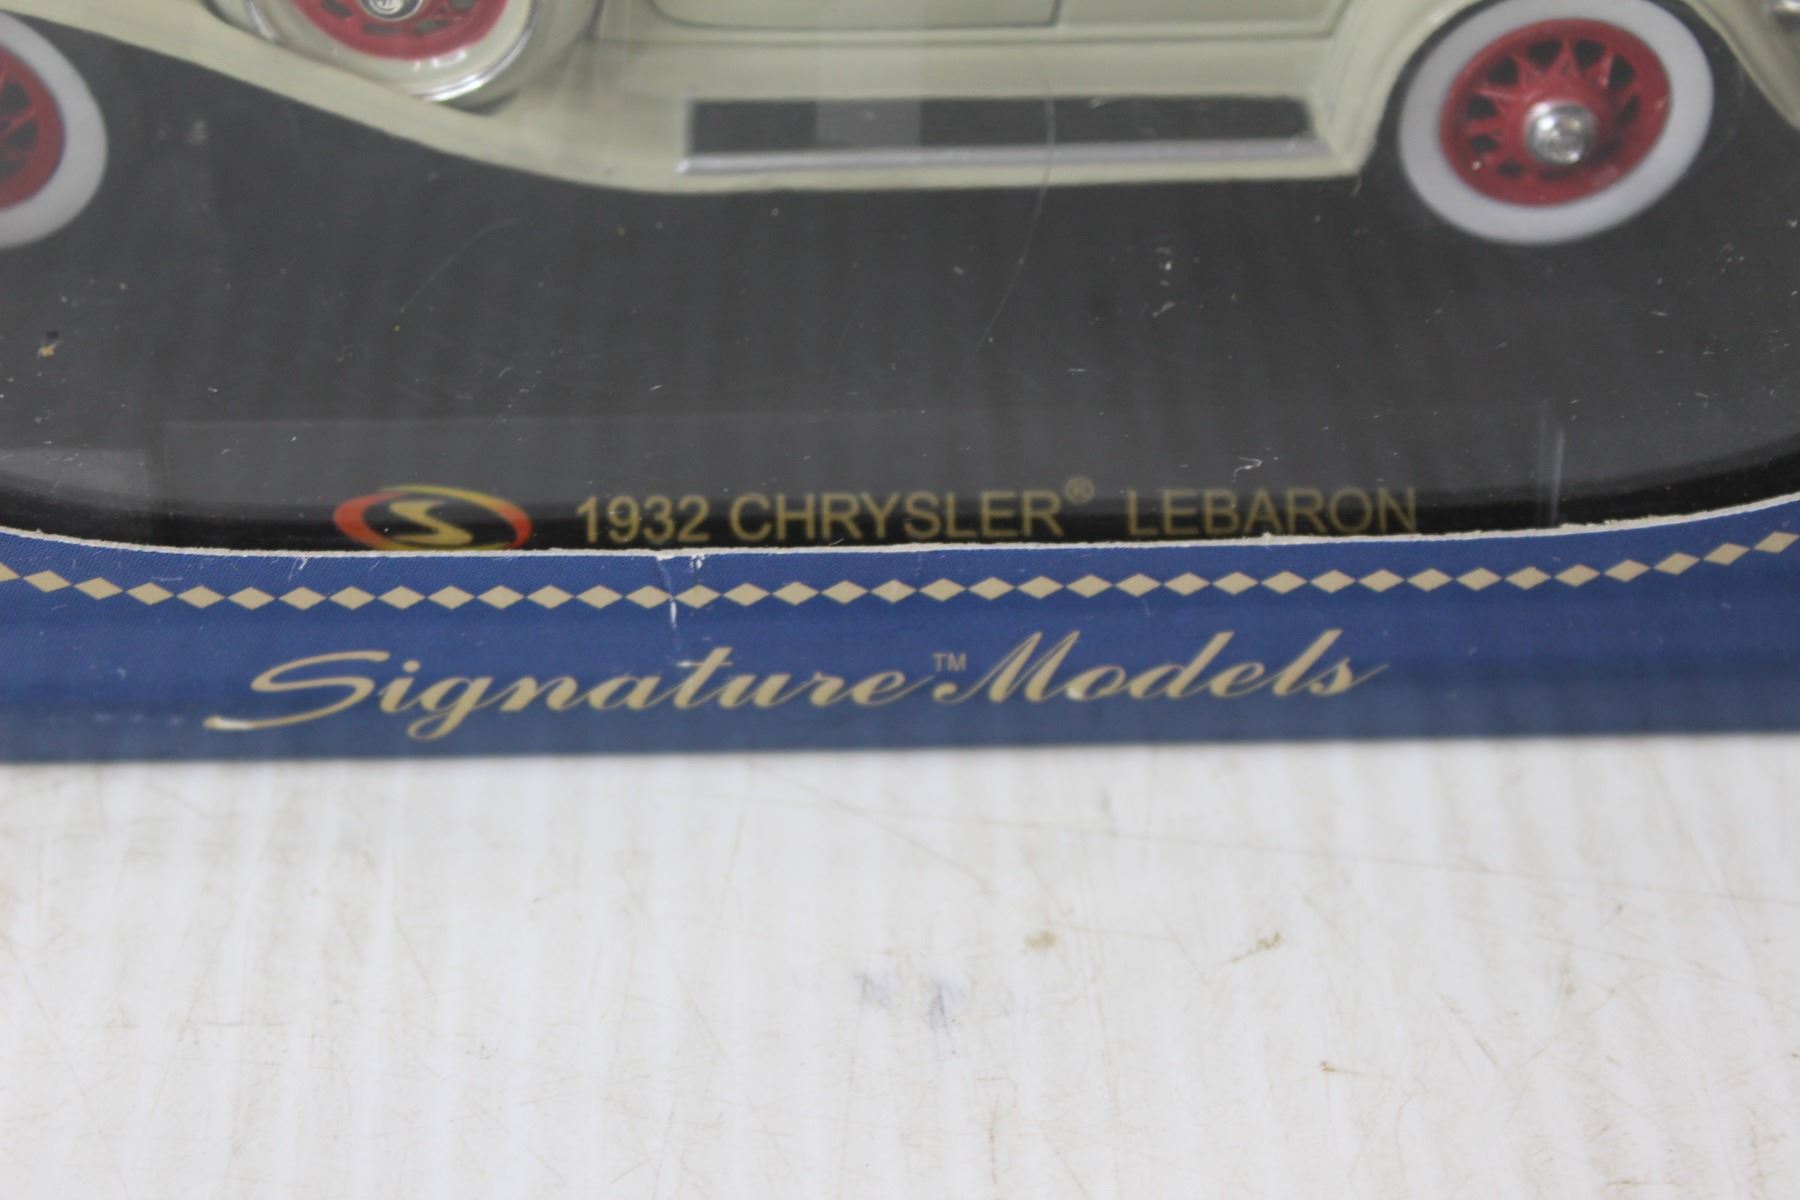 1932 CHRYSLER® LEBARON
Signature™ Models